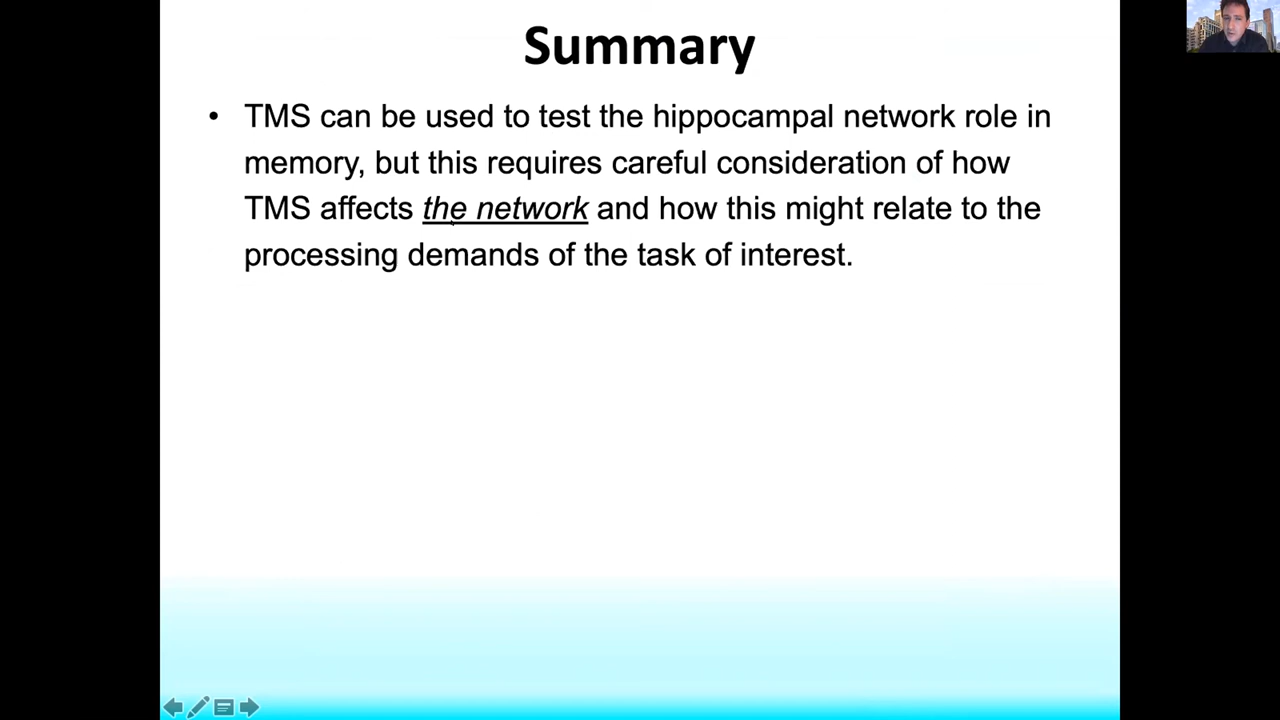 Summary
• TMS can be used to test the hippocampal network role in
memory, but this requires careful consideration of how
TMS affects the network and how this might relate to the
processing demands of the task of interest.